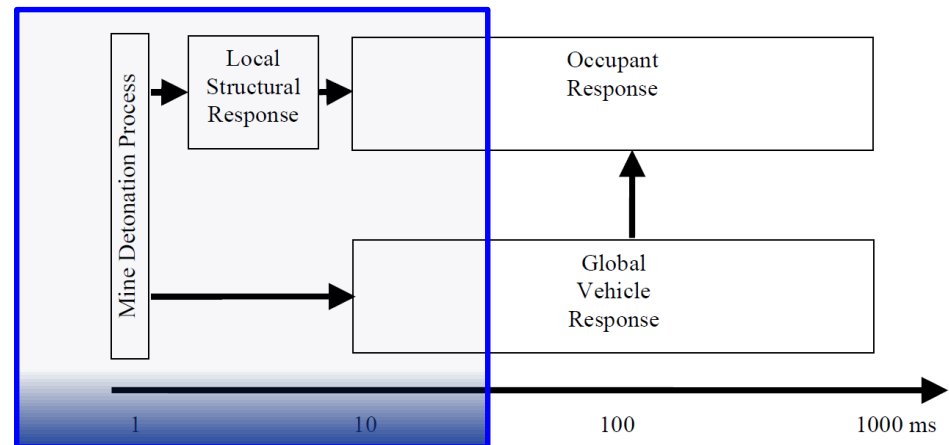 Mine Detonation Process
Local
Structural
Response
Occupant
Response
Global
Vehicle
Response
1 10 100 1000 ms